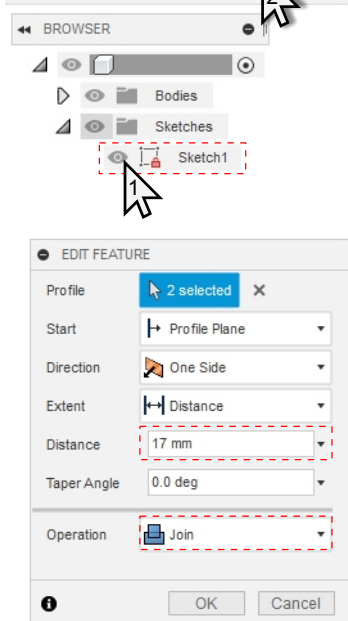 2
BROWSER
Bodies
Sketches
Sketch1
1
EDIT FEATURE
Profile 2 selected
Start Profile Plane
Direction One Side
Extent Distance
Distance 17 mm
Taper Angle 0.0 deg
Operation Join
OK Cancel